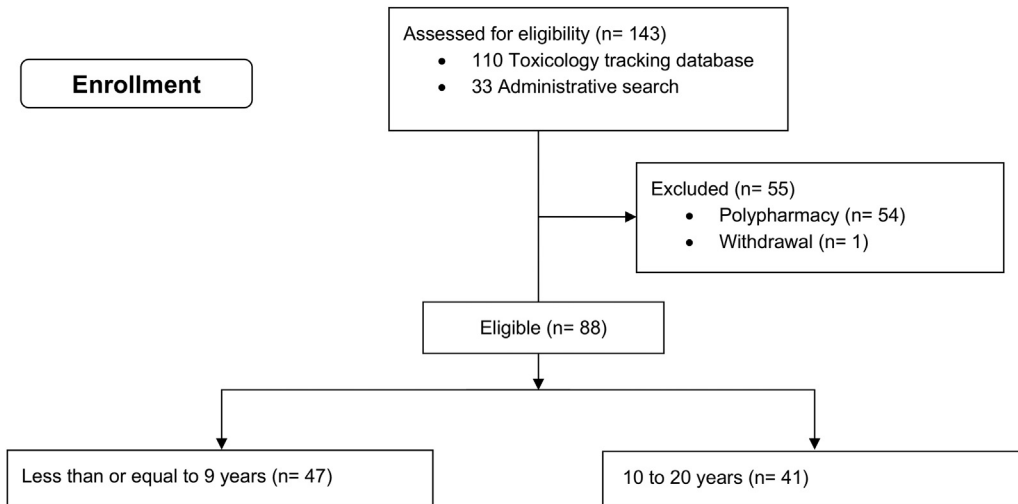 Enrollment
Assessed for eligibility (n= 143)
• 110 Toxicology tracking database
• 33 Administrative search
Excluded (n= 55)
• Polypharmacy (n= 54)
• Withdrawal (n= 1)
Eligible (n= 88)
Less than or equal to 9 years (n= 47)
10 to 20 years (n= 41)